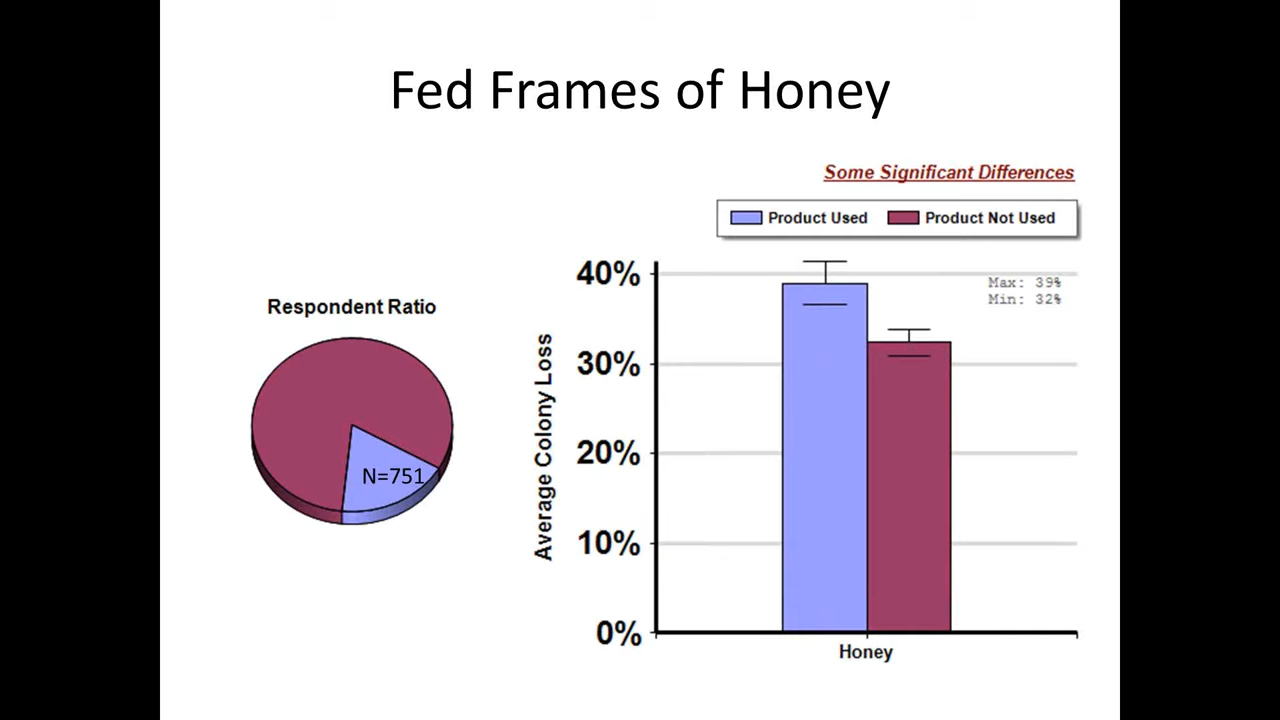 Fed Frames of Honey
Some Significant Differences
Product Used
Product Not Used
Respondent Ratio
N=751
Average Colony Loss
40%
30%
20%
10%
0%
Max: 39%
Min: 32%
Honey